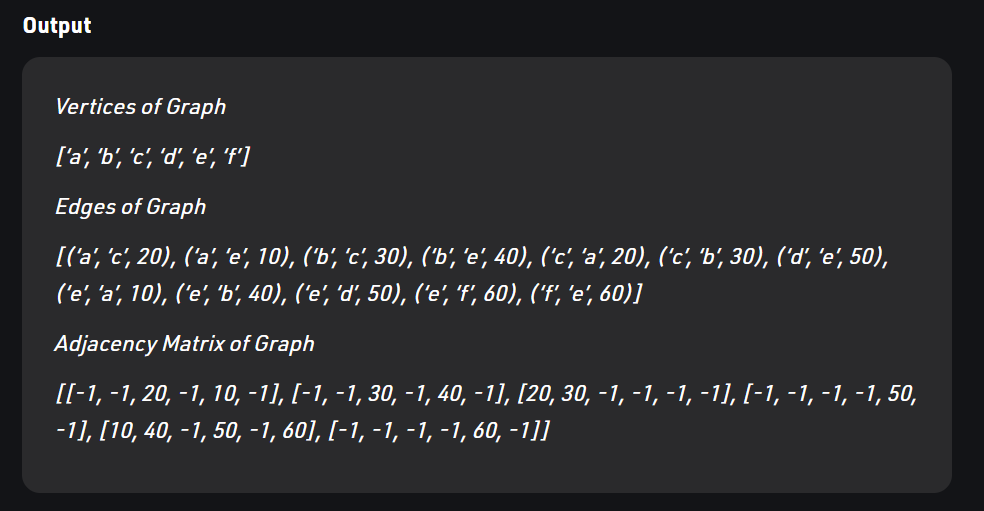 Output
Vertices of Graph
[‘a’, ‘b’, ‘c’, ‘d’, ‘e’, ‘f’]
Edges of Graph
[(‘a’, ‘c’, 20), (‘a’, ‘e’, 10), (‘b’, ‘c’, 30), (‘b’, ‘e’, 40), (‘c’, ‘a’, 20), (‘c’, ‘b’, 30), (‘d’, ‘e’, 50),
(‘e’, ‘a’, 10), (‘e’, ‘b’, 40), (‘e’, ‘d’, 50), (‘e’, ‘f’, 60), (‘f’, ‘e’, 60)]
Adjacency Matrix of Graph
[[-1, -1, 20, -1, 10, -1], [-1, -1, 30, -1, 40, -1], [20, 30, -1, -1, -1, -1], [-1, -1, -1, -1, 50,
-1], [10, 40, -1, 50, -1, 60], [-1, -1, -1, -1, 60, -1]]